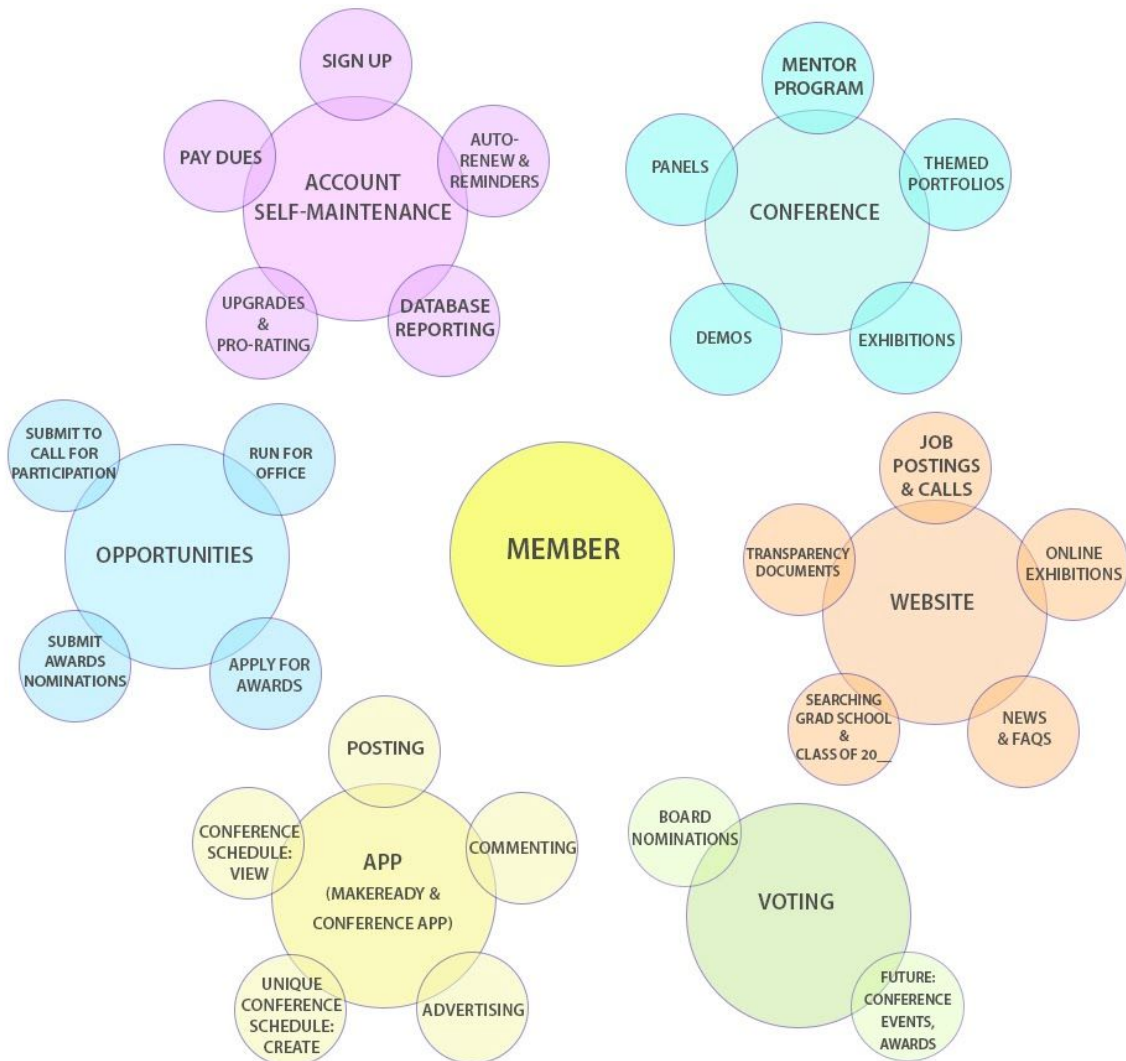 SIGN UP
PAY DUES
AUTO-
RENEW &
REMINDERS
ACCOUNT
SELF-MAINTENANCE
UPGRADES
&
PRO-RATING
DATABASE
REPORTING
MENTOR
PROGRAM
PANELS
THEMED
PORTFOLIOS
CONFERENCE
DEMOS
EXHIBITIONS
SUBMIT TO
CALL FOR
PARTICIPATION
RUN FOR
OFFICE
OPPORTUNITIES
SUBMIT
AWARDS
NOMINATIONS
APPLY FOR
AWARDS
MEMBER
JOB
POSTINGS
& CALLS
TRANSPARENCY
DOCUMENTS
ONLINE
EXHIBITIONS
WEBSITE
SEARCHING
GRAD SCHOOL
&
CLASS OF 20__
NEWS
& FAQS
POSTING
CONFERENCE
SCHEDULE:
VIEW
COMMENTING
APP
(MAKEREADY &
CONFERENCE APP)
UNIQUE
CONFERENCE
SCHEDULE:
CREATE
ADVERTISING
BOARD
NOMINATIONS
VOTING
FUTURE:
CONFERENCE
EVENTS,
AWARDS